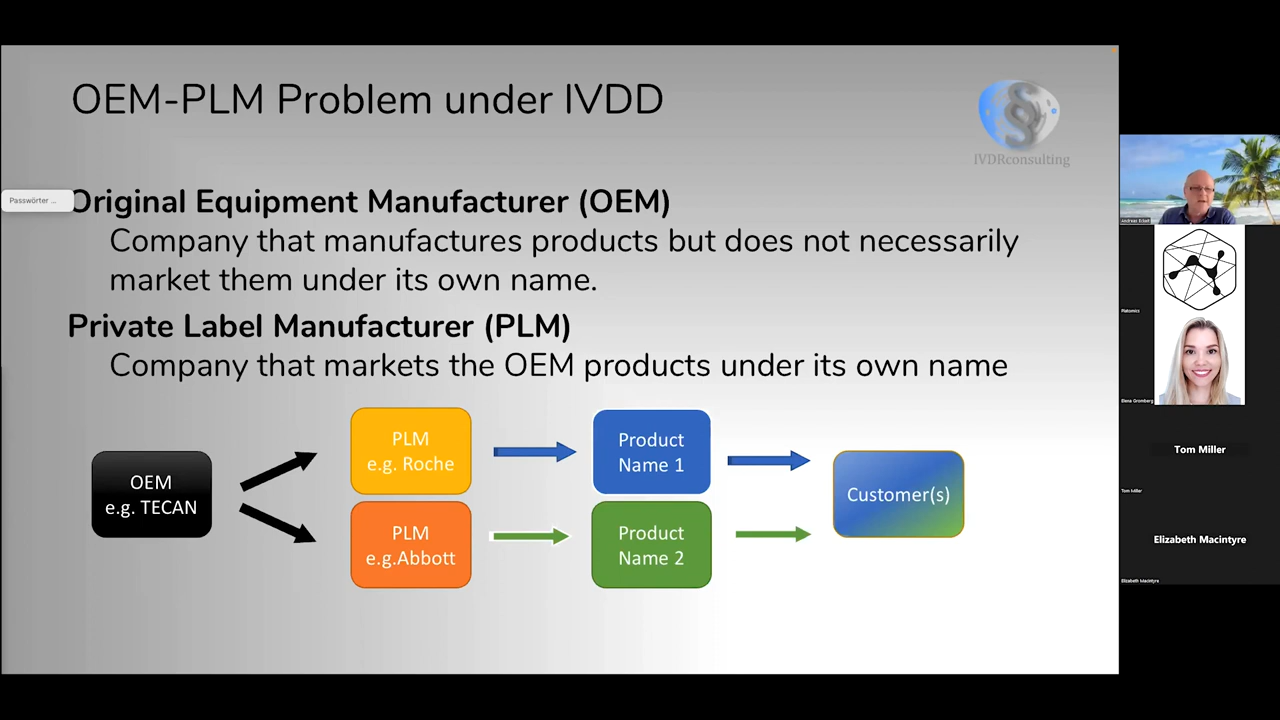 OEM-PLM Problem under IVDD
IVDRconsulting
Passwörter ...
Original Equipment Manufacturer (OEM)
Company that manufactures products but does not necessarily
market them under its own name.
Private Label Manufacturer (PLM)
Company that markets the OEM products under its own name
OEM
e.g. TECAN
PLM
e.g. Roche
Product
Name 1
PLM
e.g.Abbott
Product
Name 2
Customer(s)
Andreas Eckelt
Platomics
Elena Gromberg
Tom Miller
Tom Miller
Elizabeth Macintyre
Elizabeth Macintyre